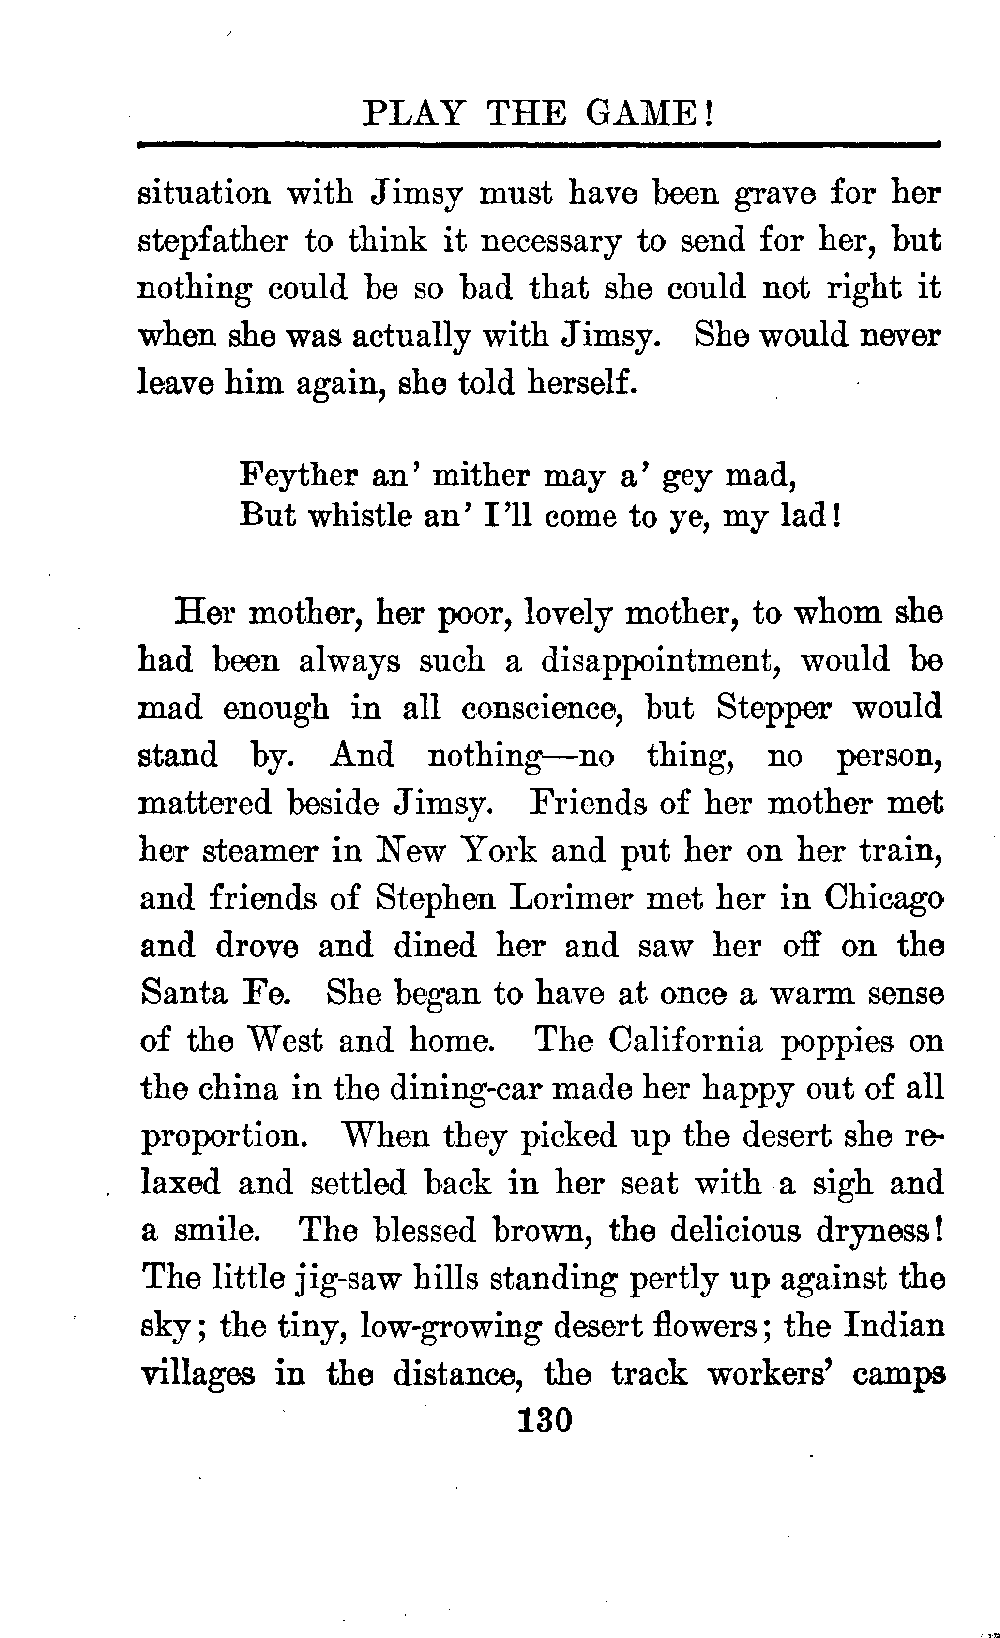 PLAY THE GAME!
situation with Jimsy must have been grave for her
stepfather to think it necessary to send for her, but
nothing could be so bad that she could not right it
when she was actually with Jimsy. She would never
leave him again, she told herself.
Feyther an' mither may a' gey mad,
But whistle an' I'll come to ye, my lad!
Her mother, her poor, lovely mother, to whom she
had been always such a disappointment, would be
mad enough in all conscience, but Stepper would
stand by. And nothing—no thing, no person,
mattered beside Jimsy. Friends of her mother met
her steamer in New York and put her on her train,
and friends of Stephen Lorimer met her in Chicago
and drove and dined her and saw her off on the
Santa Fe. She began to have at once a warm sense
of the West and home. The California poppies on
the china in the dining-car made her happy out of all
proportion. When they picked up the desert she re-
laxed and settled back in her seat with a sigh and
a smile. The blessed brown, the delicious dryness!
The little jig-saw hills standing pertly up against the
sky; the tiny, low-growing desert flowers; the Indian
villages in the distance, the track workers' camps
130